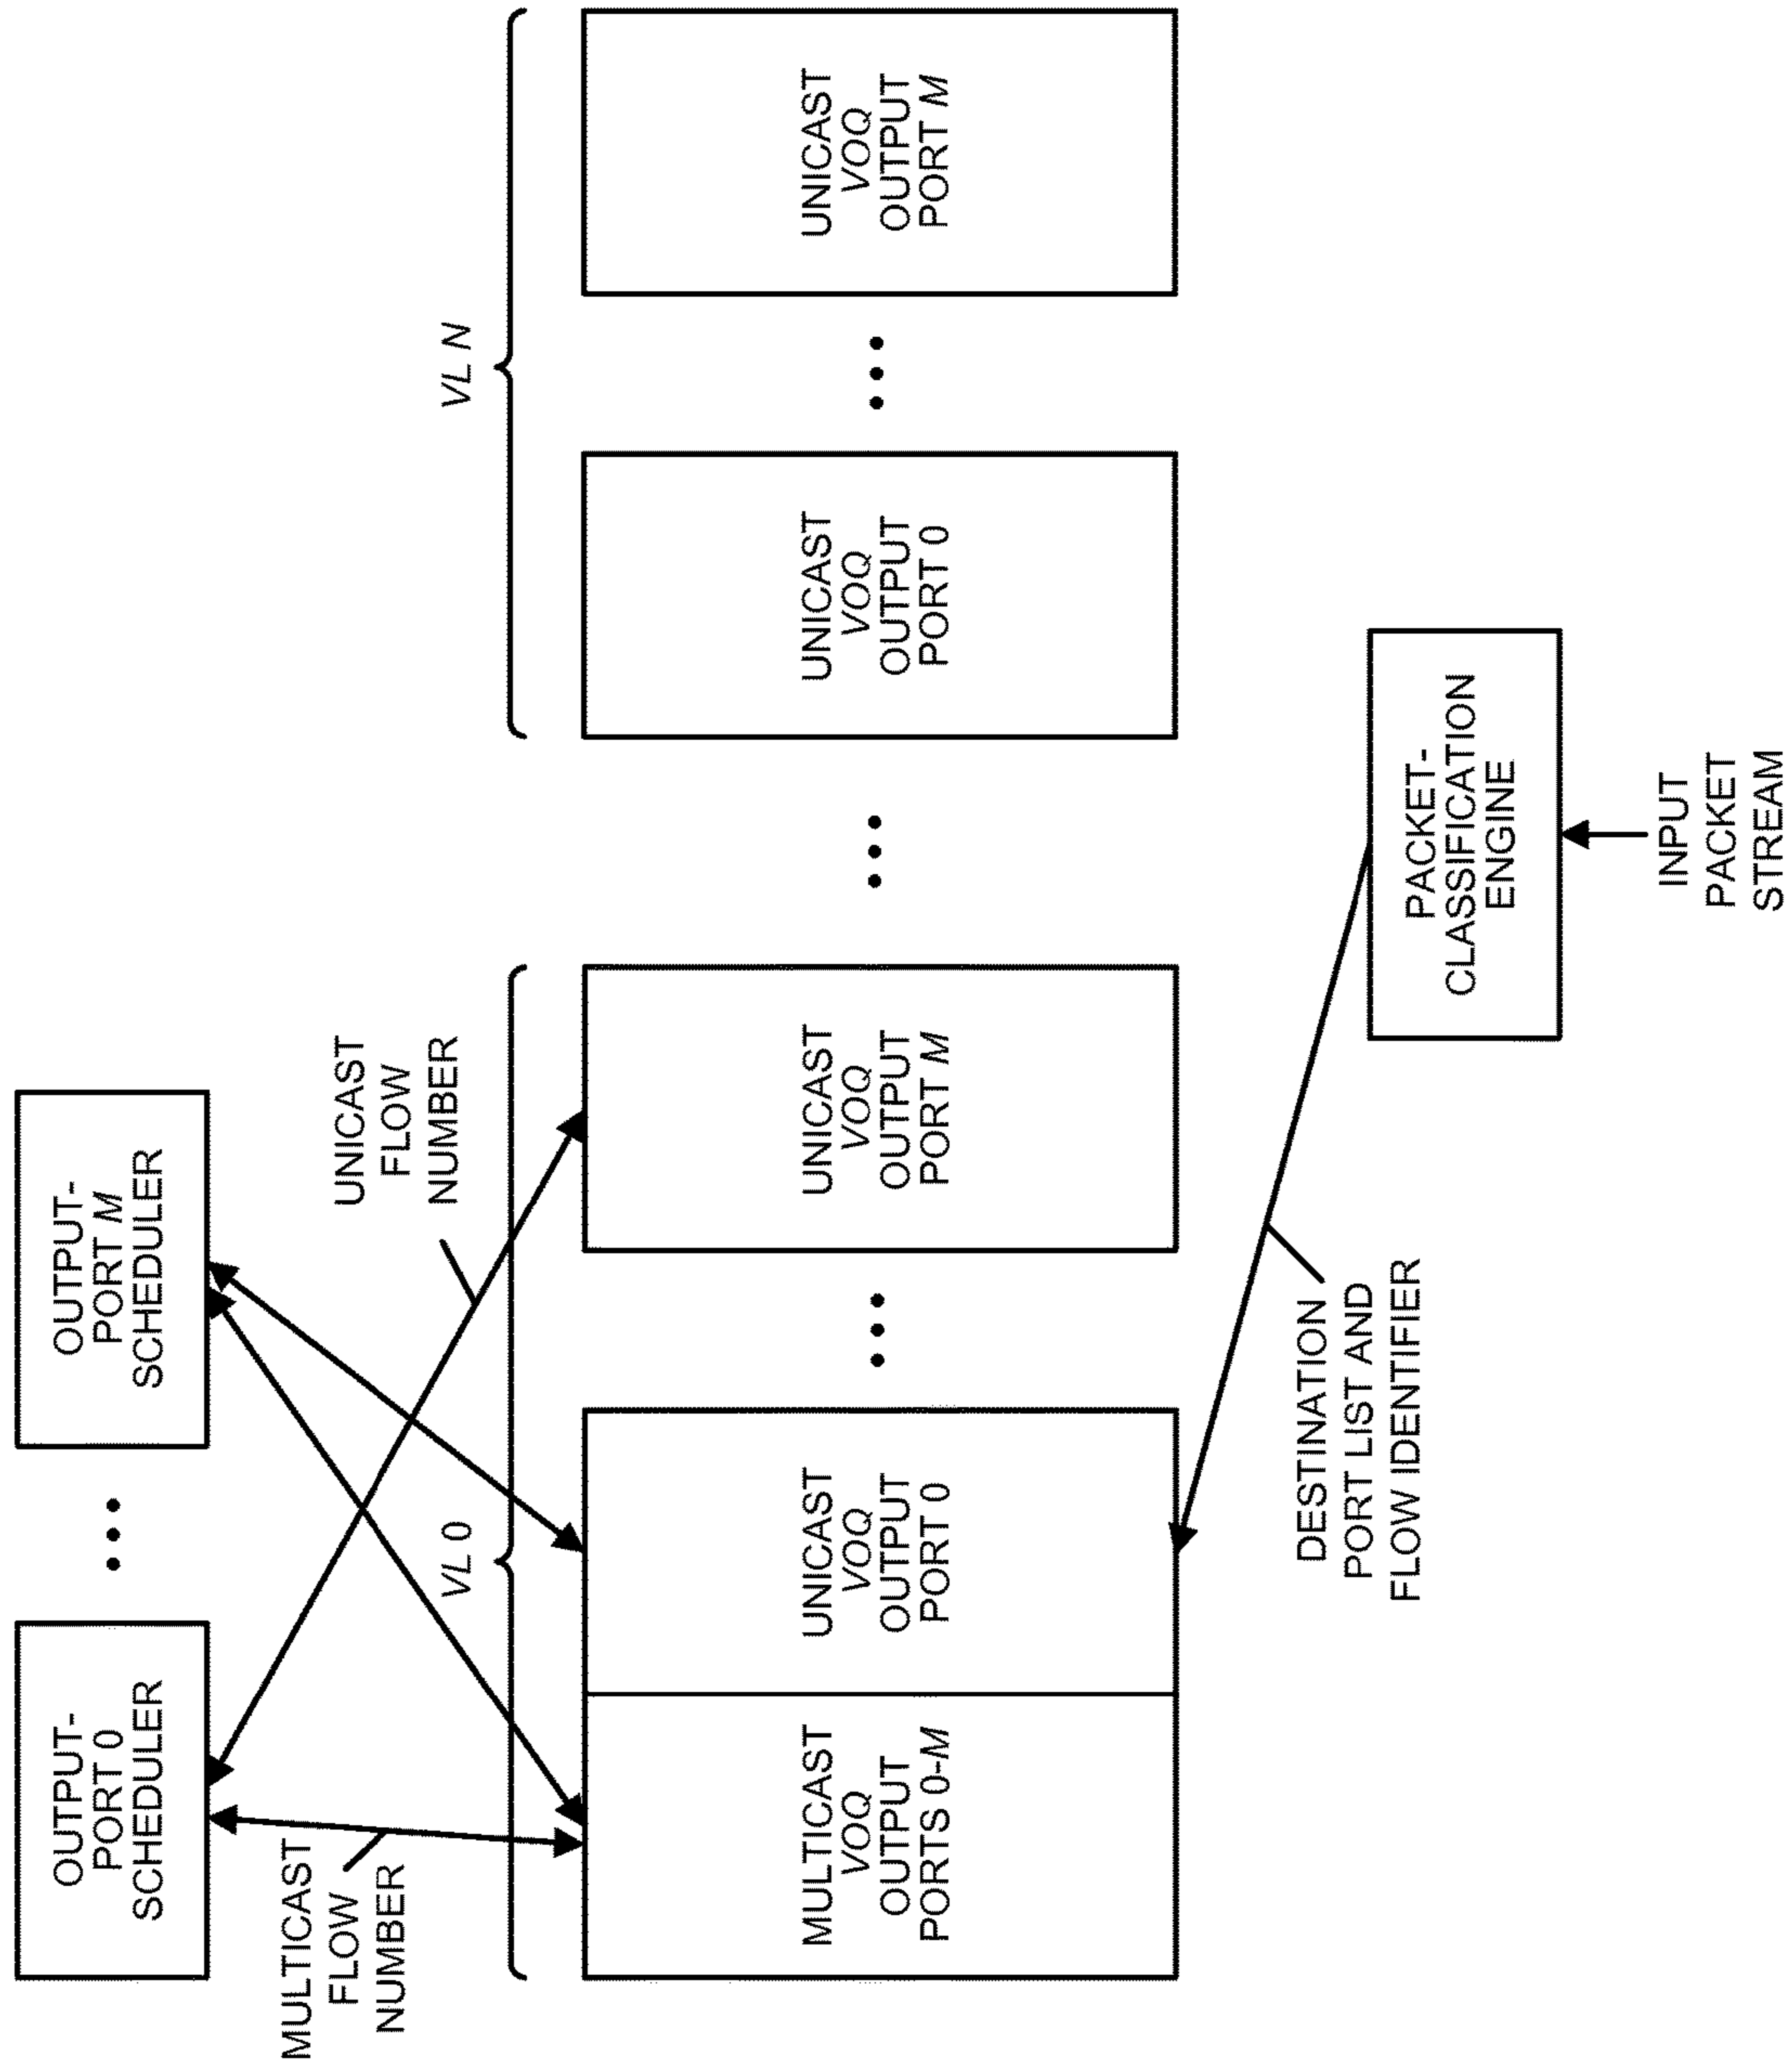 OUTPUT-
PORT 0
SCHEDULER
OUTPUT-
PORT M
SCHEDULER
MULTICAST
FLOW
NUMBER
UNICAST
FLOW
NUMBER
VL 0
VL N
MULTICAST
VOQ
OUTPUT
PORTS 0-M
UNICAST
VOQ
OUTPUT
PORT 0
UNICAST
VOQ
OUTPUT
PORT M
UNICAST
VOQ
OUTPUT
PORT 0
UNICAST
VOQ
OUTPUT
PORT M
DESTINATION
PORT LIST AND
FLOW IDENTIFIER
PACKET-
CLASSIFICATION
ENGINE
INPUT
PACKET
STREAM